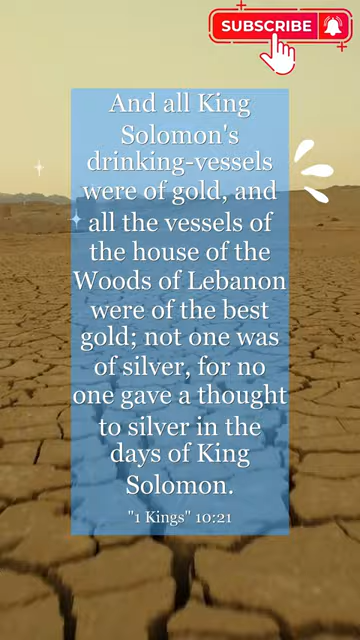 SUBSCRIBE
And all King
Solomon's
drinking-vessels
were of gold, and
all the vessels of
the house of the
Woods of Lebanon
were of the best
gold; not one was
of silver, for no
one gave a thought
to silver in the
days of King
Solomon.
"1 Kings" 10:21